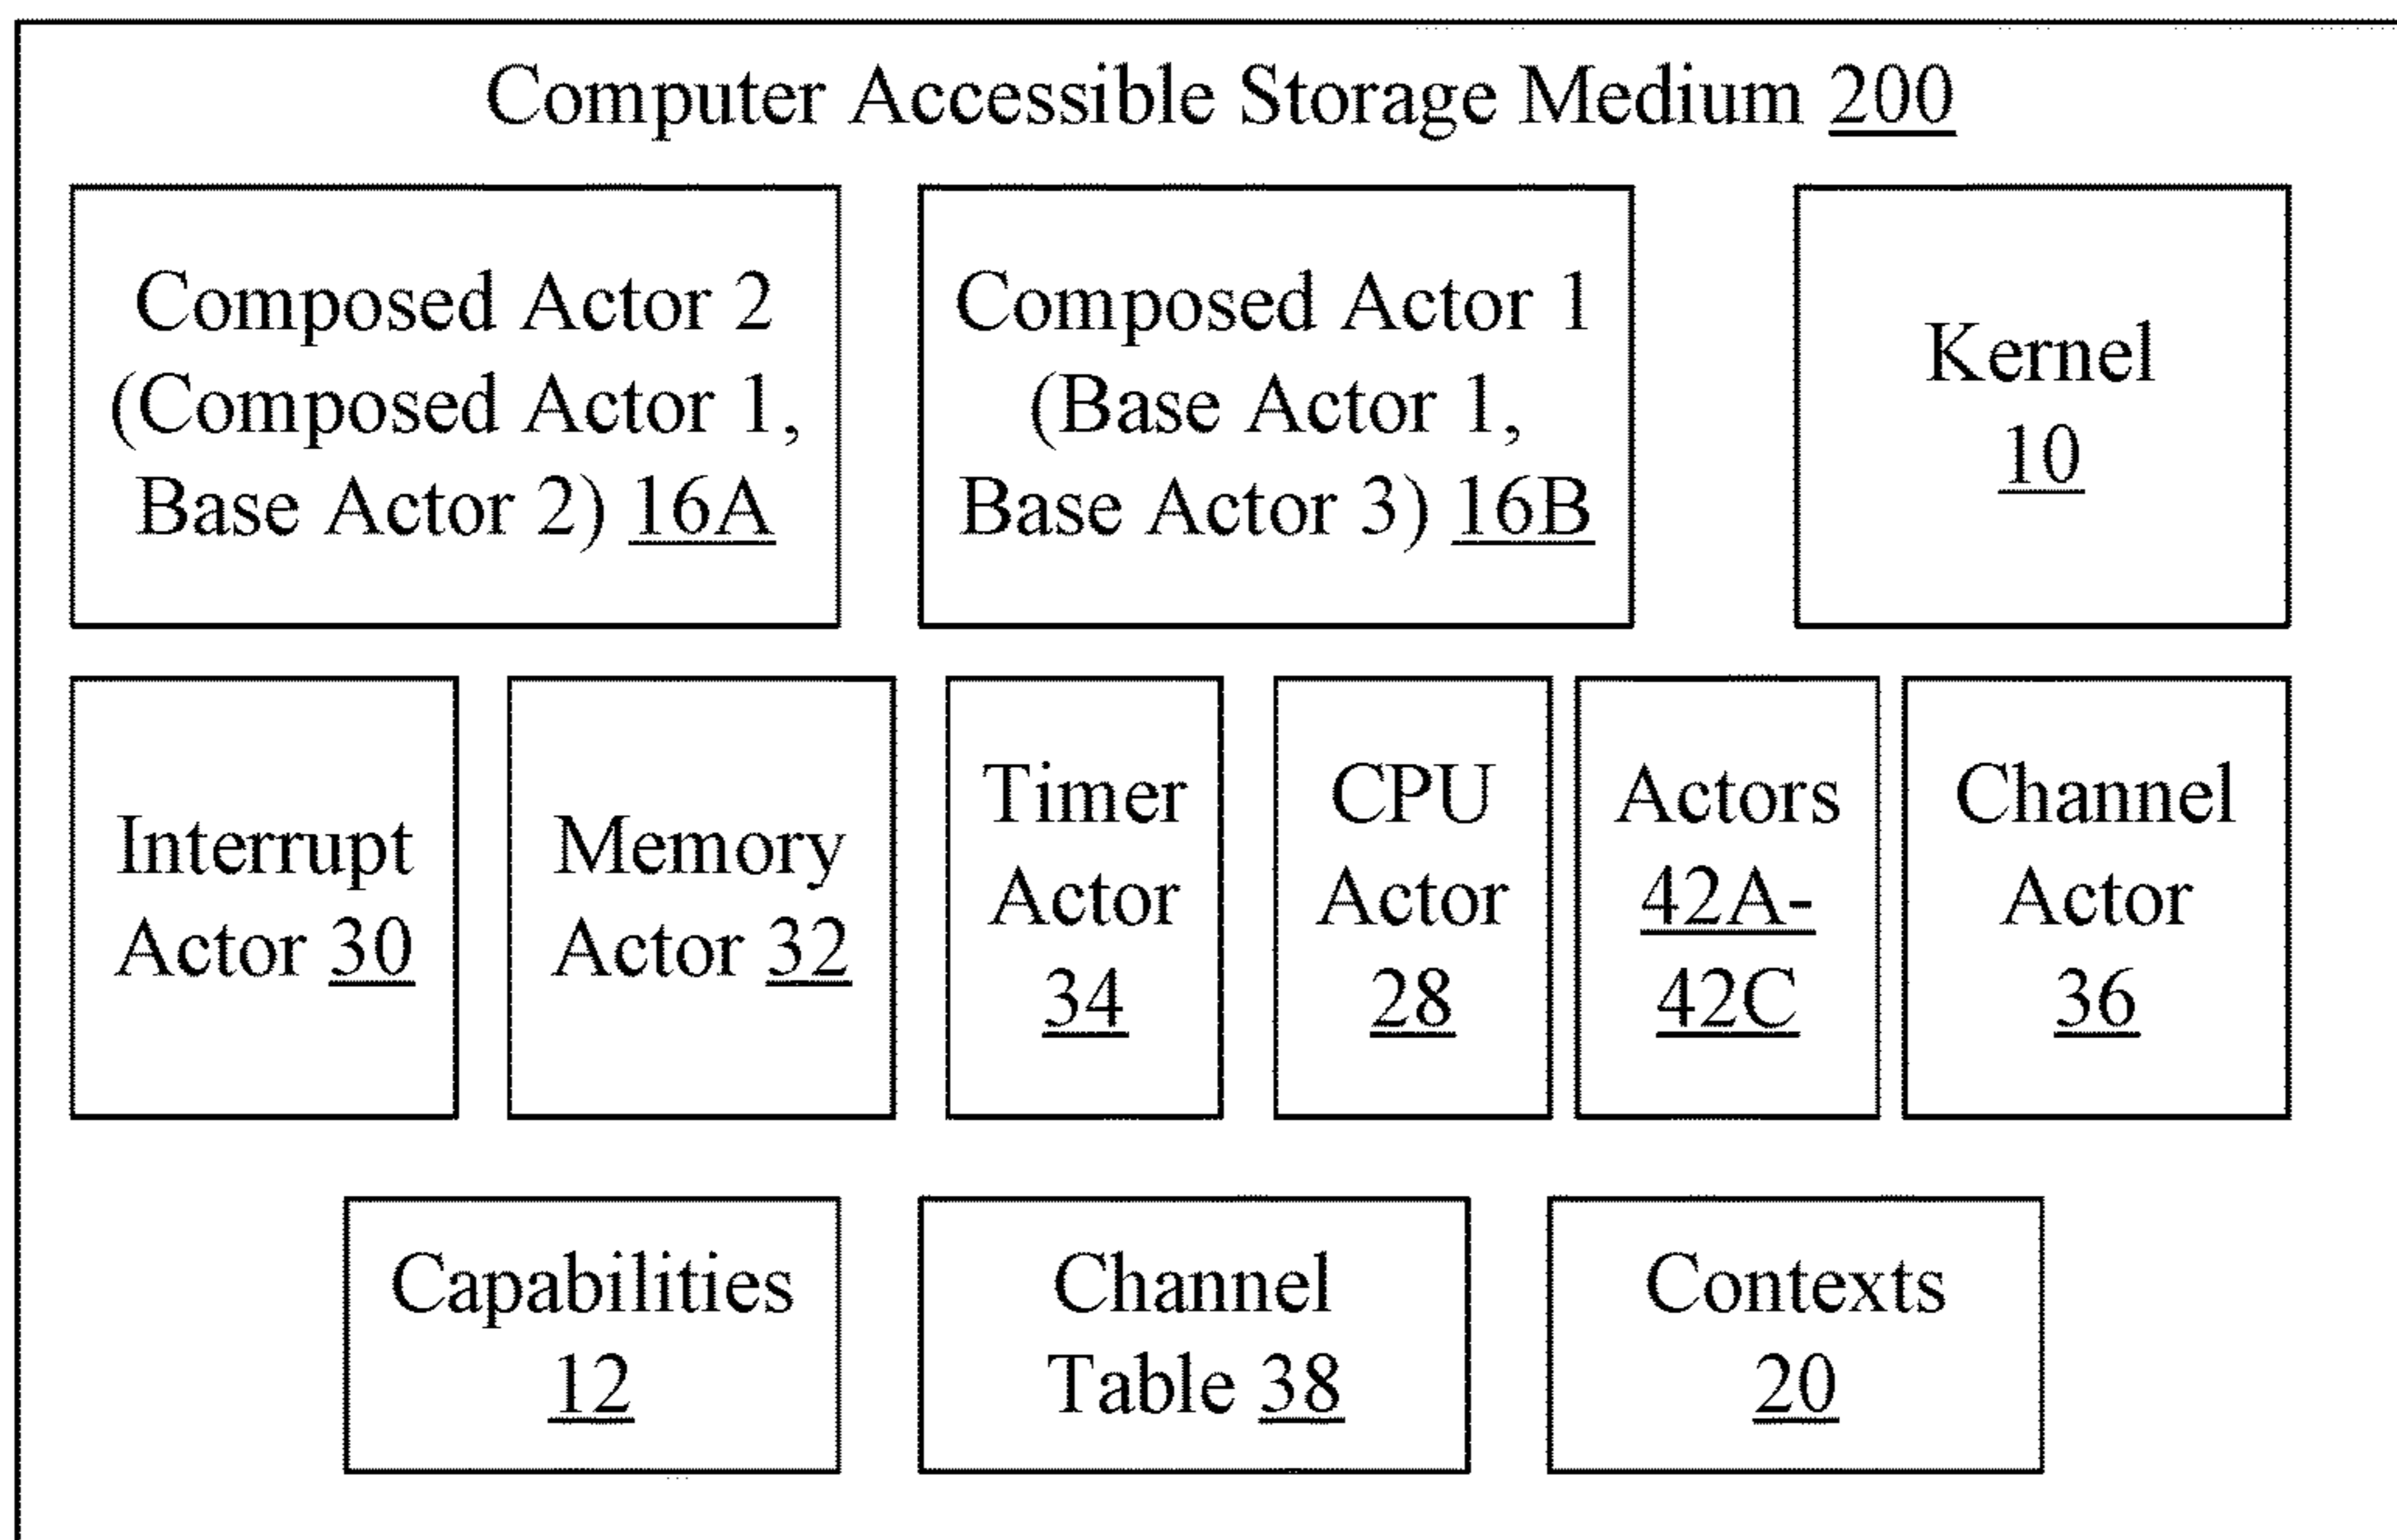 Computer Accessible Storage Medium 200
Composed Actor 2
(Composed Actor 1,
Base Actor 2) 16A
Composed Actor 1
(Base Actor 1,
Base Actor 3) 16B
Kernel
10
Interrupt
Actor 30
Memory
Actor 32
Timer
Actor
34
CPU
Actor
28
Actors
42A-
42C
Channel
Actor
36
Capabilities
12
Channel
Table 38
Contexts
20